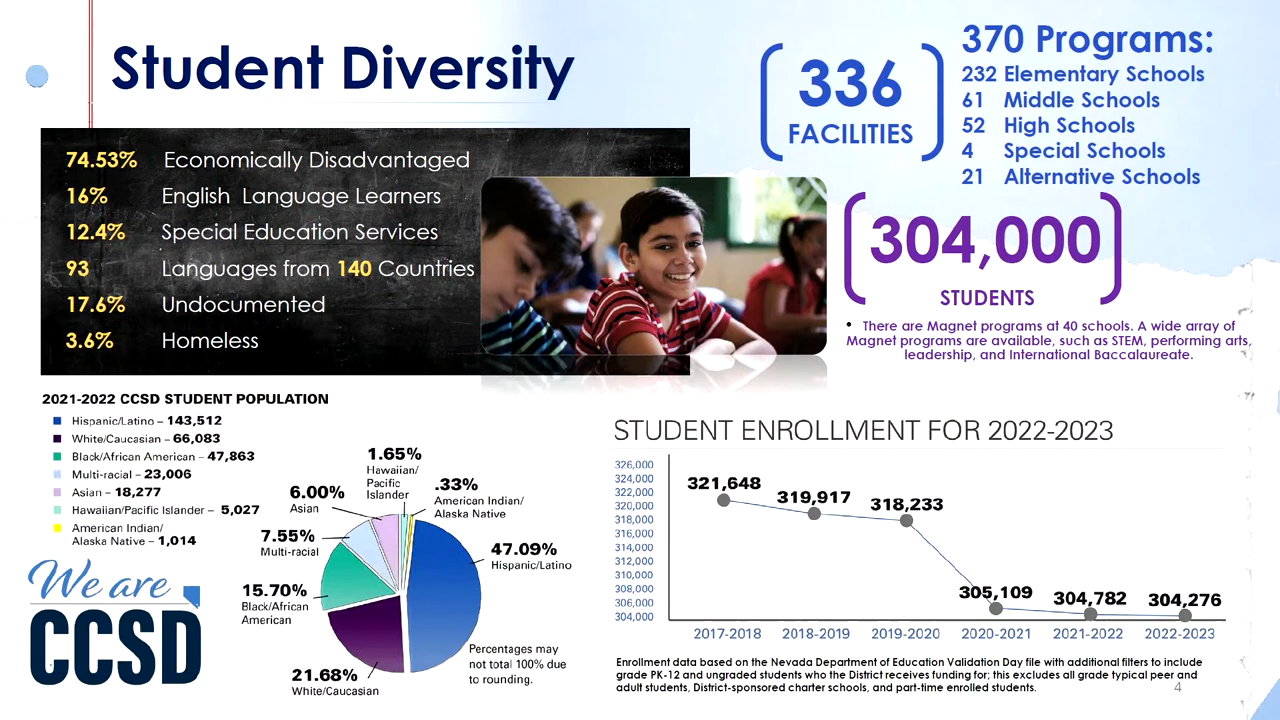 Student Diversity
336
FACILITIES
370 Programs:
232 Elementary Schools
61 Middle Schools
52 High Schools
4 Special Schools
21 Alternative Schools
74.53% Economically Disadvantaged
16% English Language Learners
12.4% Special Education Services
93 Languages from 140 Countries
17.6% Undocumented
3.6% Homeless
304,000
STUDENTS
• There are Magnet programs at 40 schools. A wide array of
Magnet programs are available, such as STEM, performing arts,
leadership, and International Baccalaureate.
2021-2022 CCSD STUDENT POPULATION
Hispanic/Latino – 143,512
White/Caucasian – 66,083
Black/African American – 47,863
Multi-racial – 23,006
Asian – 18,277
Hawaiian/Pacific Islander – 5,027
American Indian/
Alaska Native – 1,014
1.65%
Hawaiian/
Pacific
Islander
.33%
American Indian/
Alaska Native
6.00%
Asian
7.55%
Multi-racial
47.09%
Hispanic/Latino
15.70%
Black/African
American
21.68%
White/Caucasian
Percentages may
not total 100% due
to rounding.
We are
CCSD
STUDENT ENROLLMENT FOR 2022-2023
326,000
324,000
322,000
320,000
318,000
316,000
314,000
312,000
310,000
308,000
306,000
304,000
321,648
319,917
318,233
305,109
304,782
304,276
2017-2018
2018-2019
2019-2020
2020-2021
2021-2022
2022-2023
Enrollment data based on the Nevada Department of Education Validation Day file with additional filters to include
grade PK-12 and ungraded students who the District receives funding for; this excludes all grade typical peer and
adult students, District-sponsored charter schools, and part-time enrolled students.
4